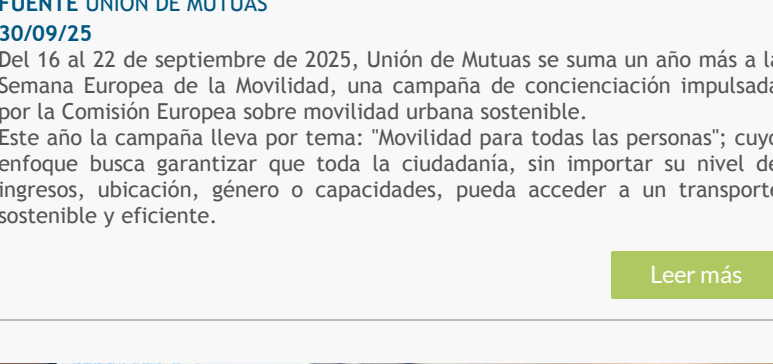 FUENTE UNIÓN DE MUTUAS
30/09/25
Del 16 al 22 de septiembre de 2025, Unión de Mutuas se suma un año más a la
Semana Europea de la Movilidad, una campaña de concienciación impulsada
por la Comisión Europea sobre movilidad urbana sostenible.
Este año la campaña lleva por tema: "Movilidad para todas las personas"; cuyo
enfoque busca garantizar que toda la ciudadanía, sin importar su nivel de
ingresos, ubicación, género o capacidades, pueda acceder a un transporte
sostenible y eficiente.
Leer más